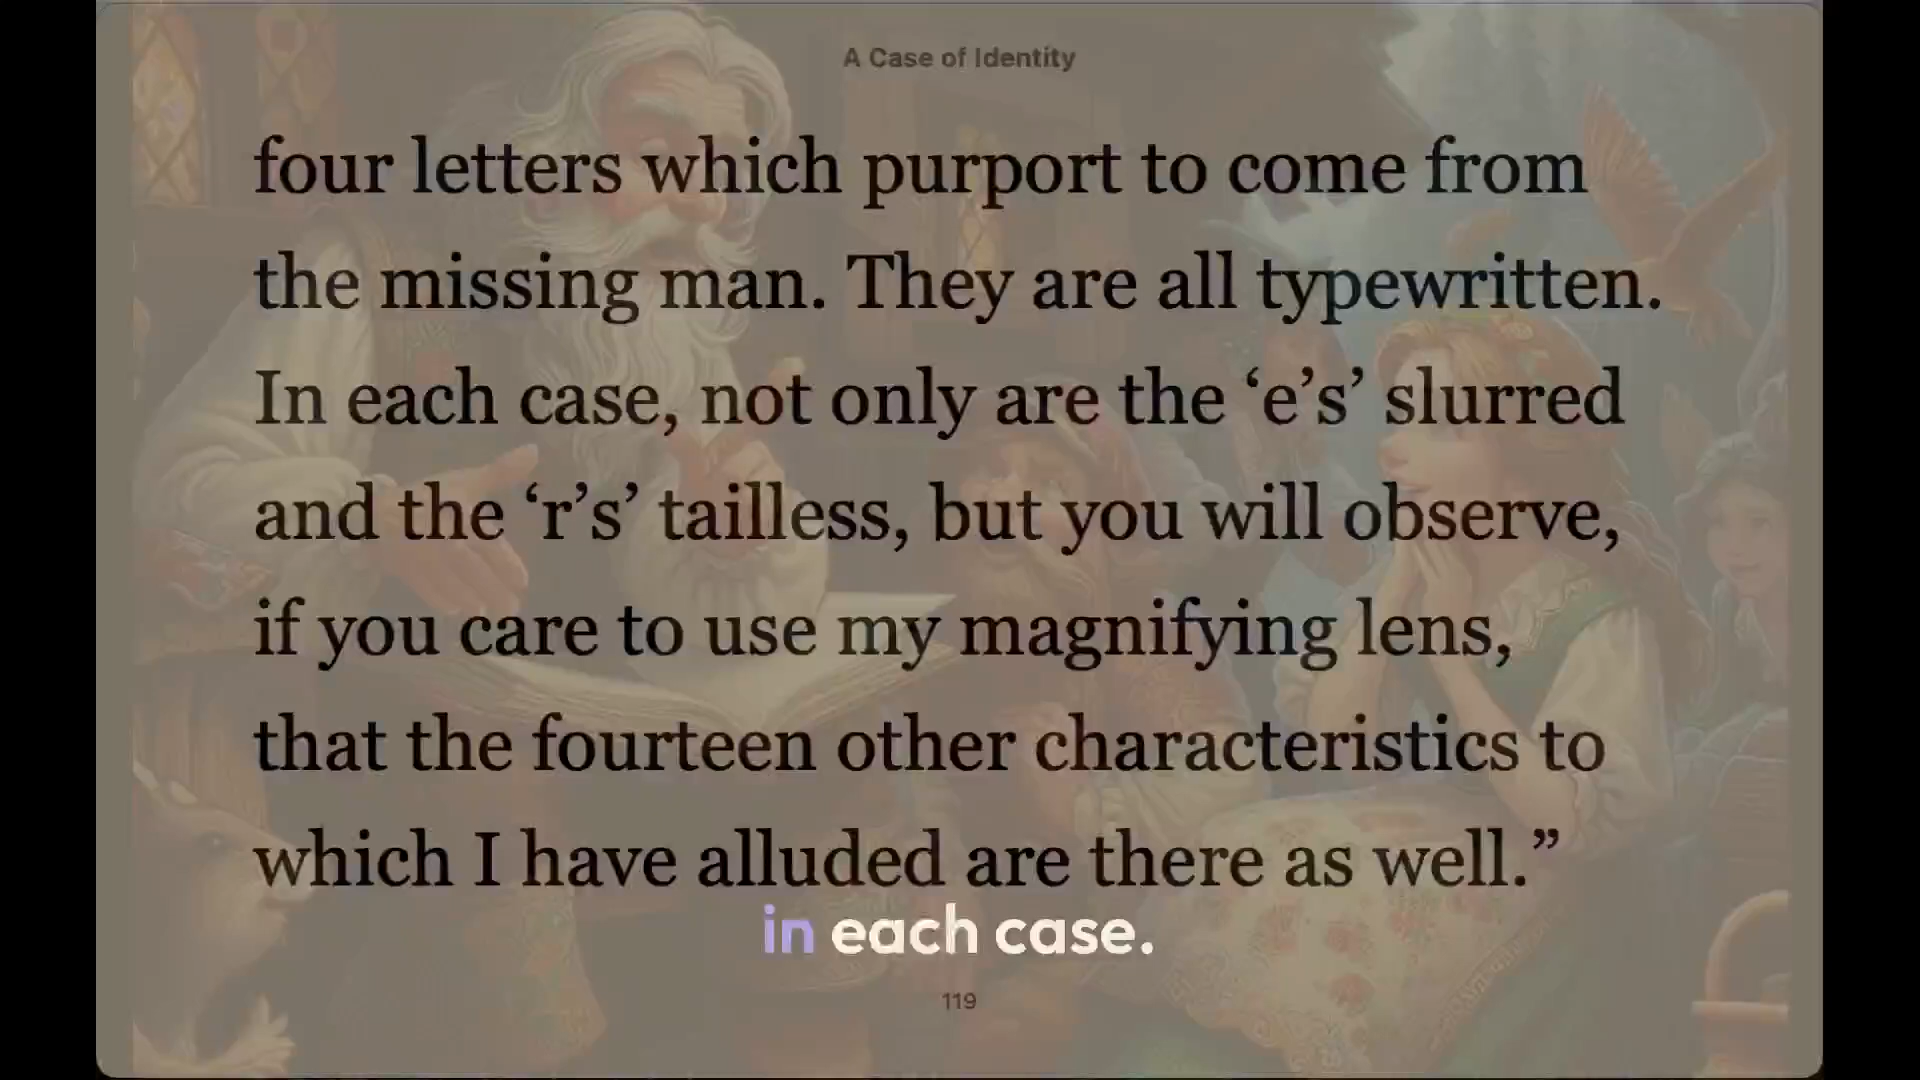 A Case of Identity
four letters which purport to come from
the missing man. They are all typewritten.
In each case, not only are the ‘e’s’ slurred
and the ‘r’s’ tailless, but you will observe,
if you care to use my magnifying lens,
that the fourteen other characteristics to
which I have alluded are there as well.”
in each case.
119